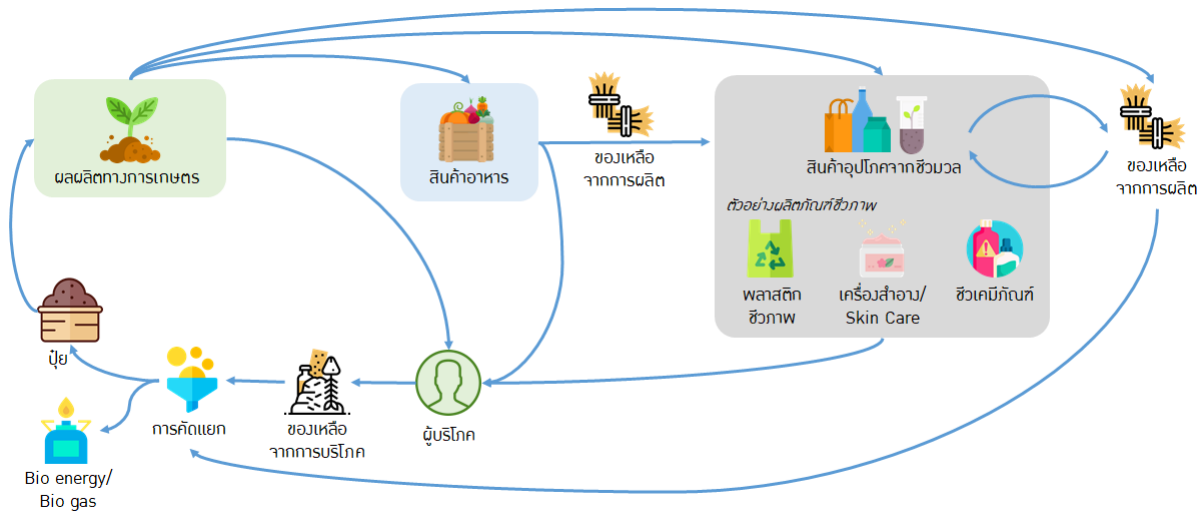 ผลผลิตทางการเกษตร
สินค้าอาหาร
ของเหลือ
จากการผลิต
สินค้าอุปโภคจากชีวมวล
ของเหลือ
จากการผลิต
ตัวอย่างผลิตภัณฑ์ชีวภาพ
พลาสติก
ชีวภาพ
เครื่องสำอาง/
Skin Care
ชีวเคมีภัณฑ์
ปุ๋ย
การคัดแยก
ของเหลือ
จากการบริโภค
ผู้บริโภค
Bio energy/
Bio gas